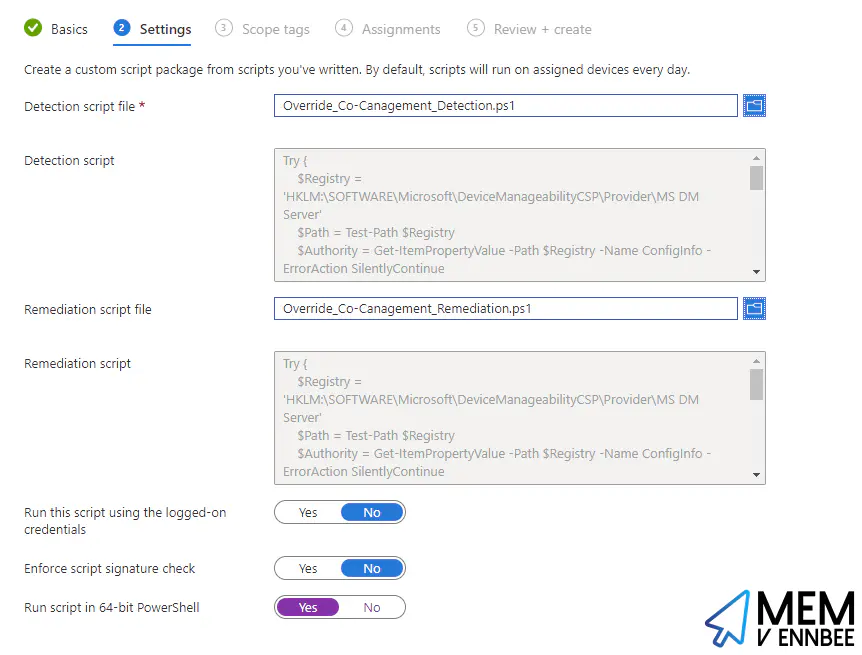 Basics 2 Settings 3 Scope tags 4 Assignments 5 Review + create
Create a custom script package from scripts you've written. By default, scripts will run on assigned devices every day.
Detection script file * Override_Co-Canagement_Detection.ps1
Detection script
Try {
$Registry =
'HKLM:\SOFTWARE\Microsoft\DeviceManageabilityCSP\Provider\MS DM
Server'
$Path = Test-Path $Registry
$Authority = Get-ItemPropertyValue -Path $Registry -Name ConfigInfo -
ErrorAction SilentlyContinue
Remediation script file Override_Co-Canagement_Remediation.ps1
Remediation script
Try {
$Registry =
'HKLM:\SOFTWARE\Microsoft\DeviceManageabilityCSP\Provider\MS DM
Server'
$Path = Test-Path $Registry
$Authority = Get-ItemPropertyValue -Path $Registry -Name ConfigInfo -
ErrorAction SilentlyContinue
Run this script using the logged-on Yes No
credentials
Enforce script signature check Yes No
Run script in 64-bit PowerShell Yes No
MEM
V ENNBEE